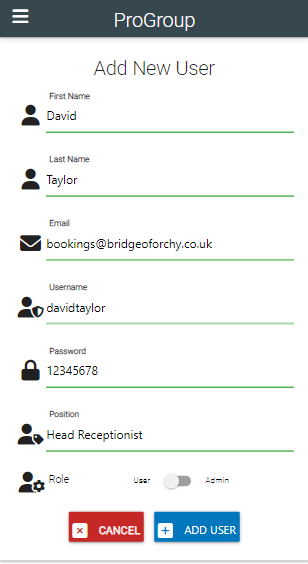 ProGroup
Add New User
First Name
David
Last Name
Taylor
Email
bookings@bridgeoforchy.co.uk
Username
davidtaylor
Password
12345678
Position
Head Receptionist
Role User Admin
CANCEL ADD USER